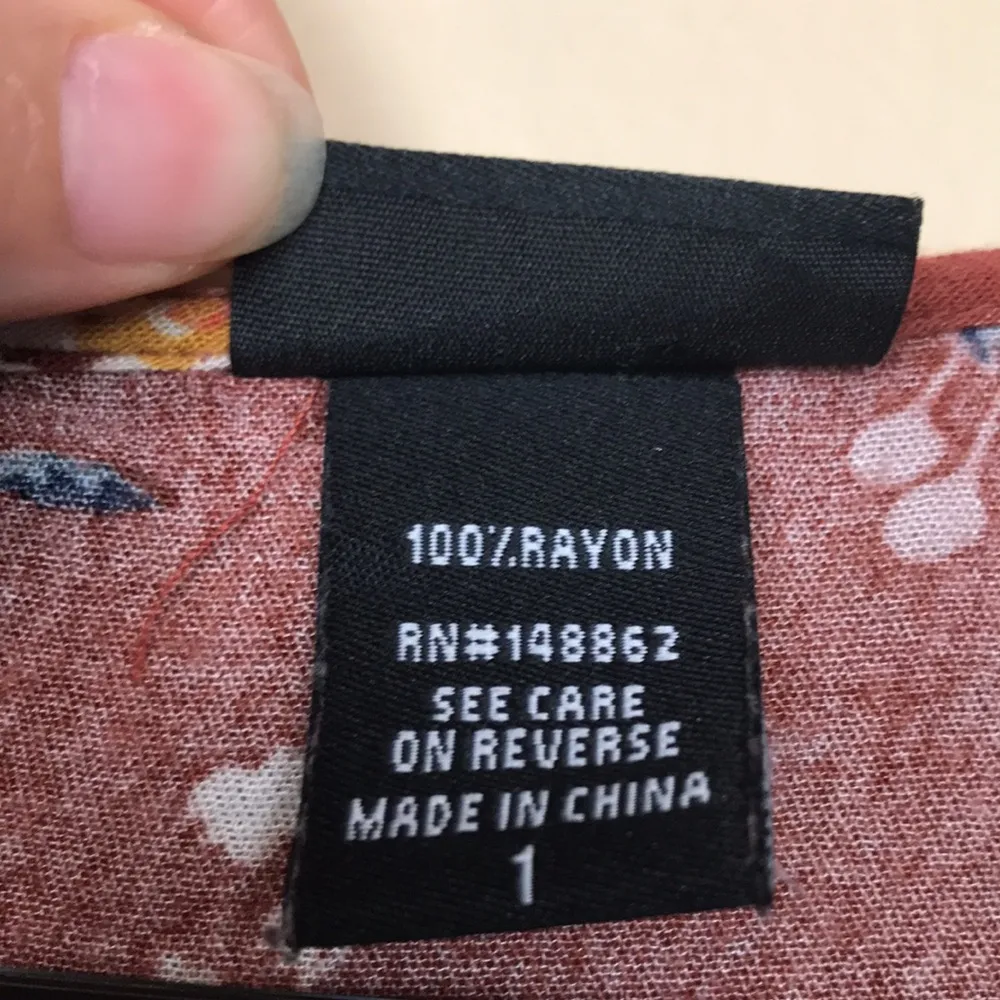 100%RAYON
RN#148862
SEE CARE
ON REVERSE
MADE IN CHINA
1